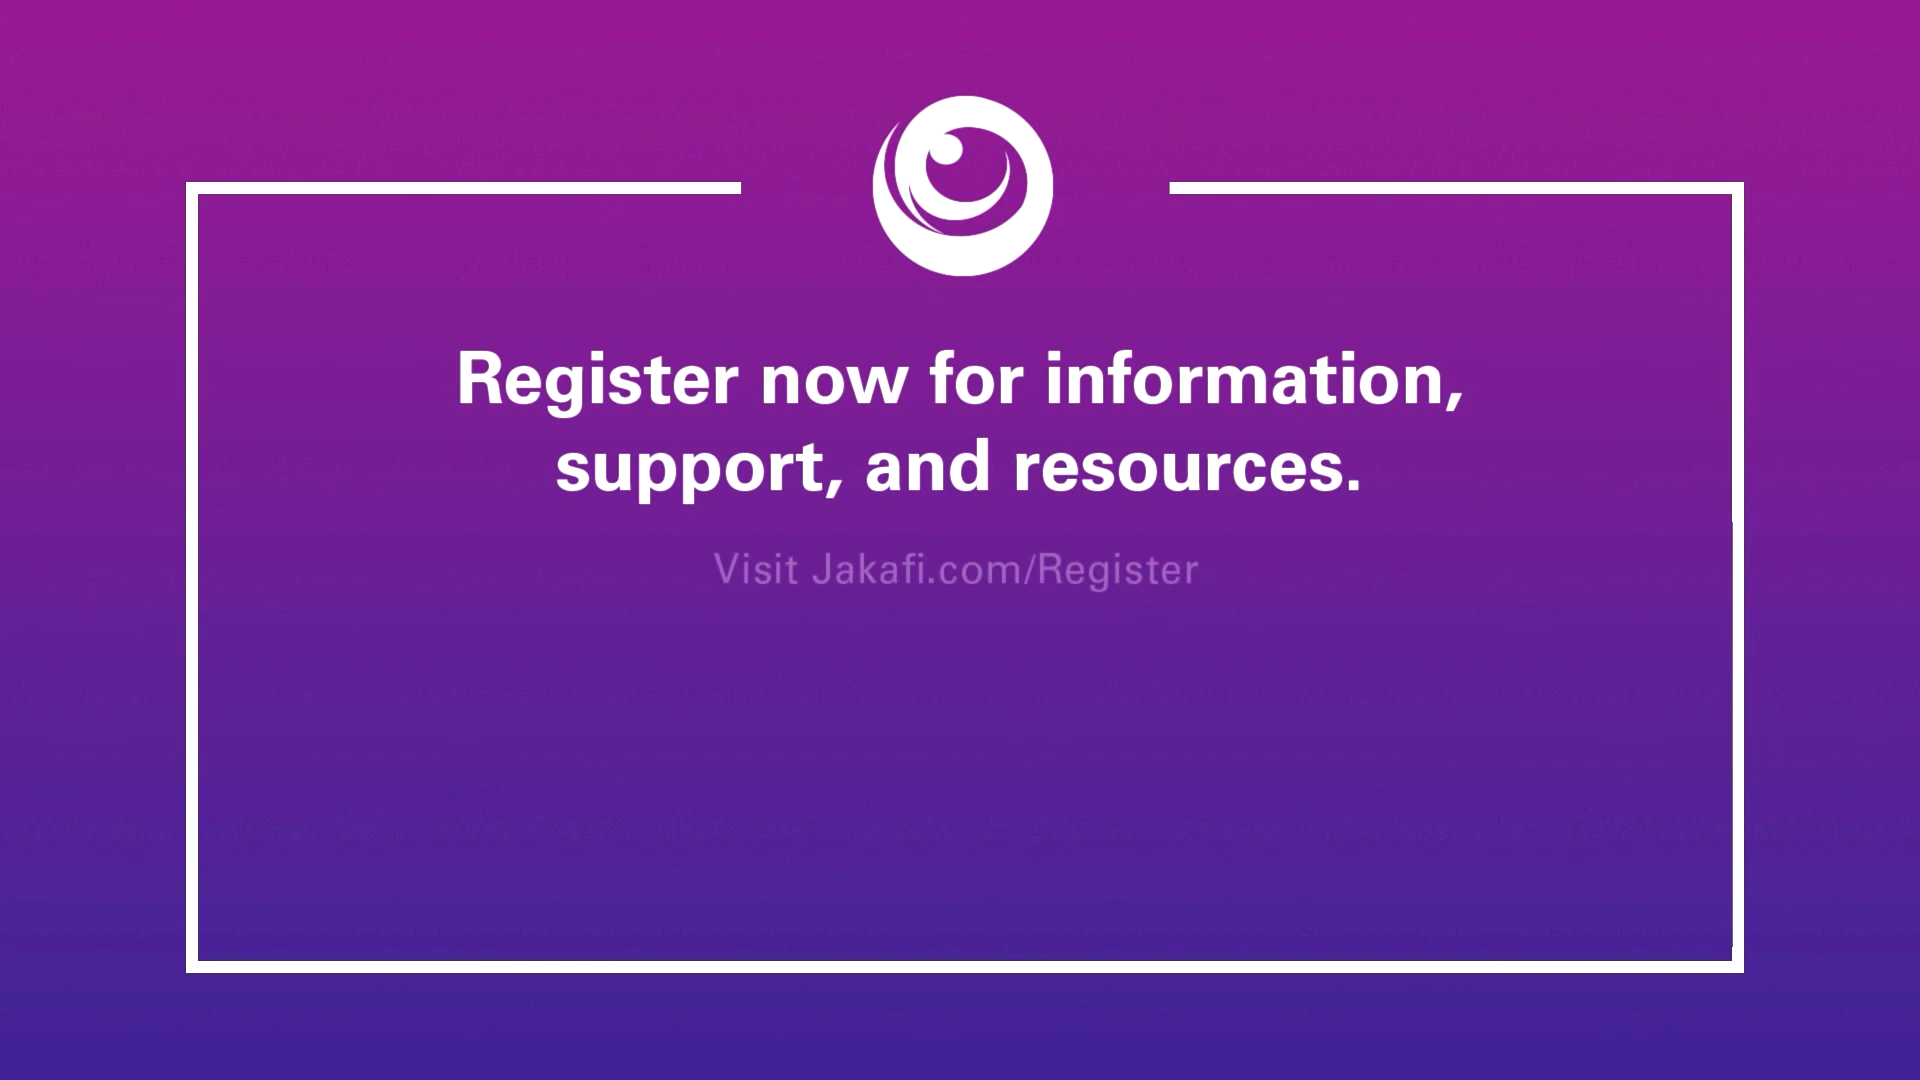 Register now for information,
support, and resources.
Visit Jakafi.com/Register